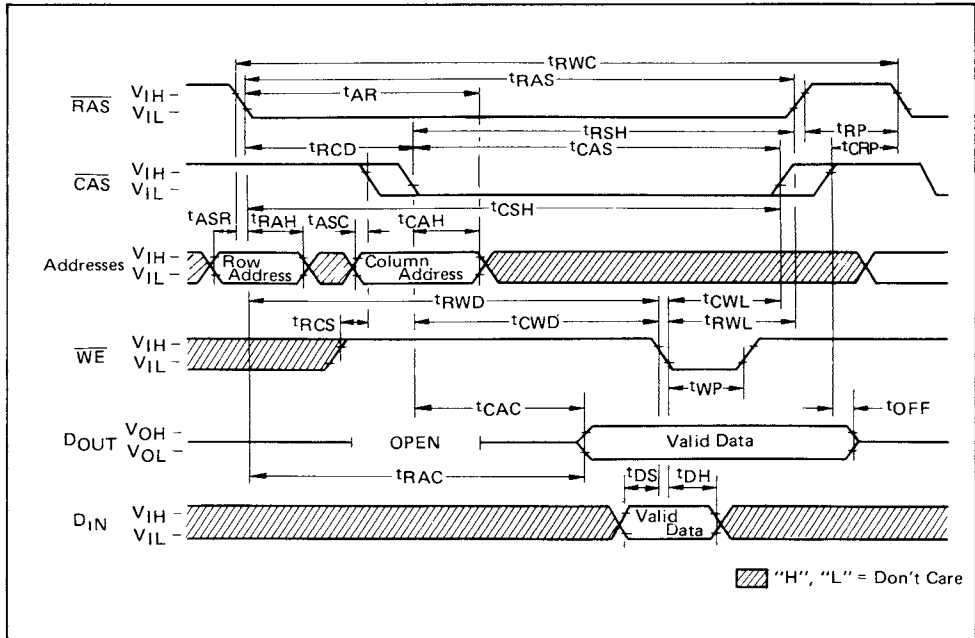 tRWC
tRAS
tAR
RAS VIH
VIL
tRSH tRP
tRCD tCAS tCRP
CAS VIH
VIL
tCSH
tASR tRAH tASC tCAH
Addresses VIH
VIL
Row Address
Column Address
tRWD tCWL
tRCS tCWD tRWL
WE VIH
VIL
tWP
tCAC tOFF
DOUT VOH
VOL
OPEN Valid Data
tRAC tDS tDH
DIN VIH
VIL
Valid Data
"H", "L" = Don't Care